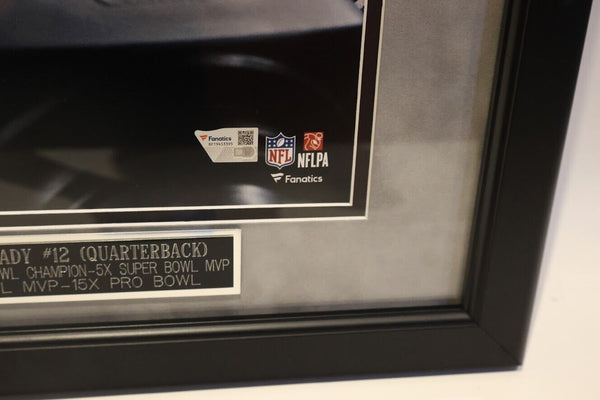 Fanatics
NFL
NFLPA
Fanatics
ADY #12 (QUARTERBACK)
WL CHAMPION-5X SUPER BOWL MVP
L MVP-15X PRO BOWL